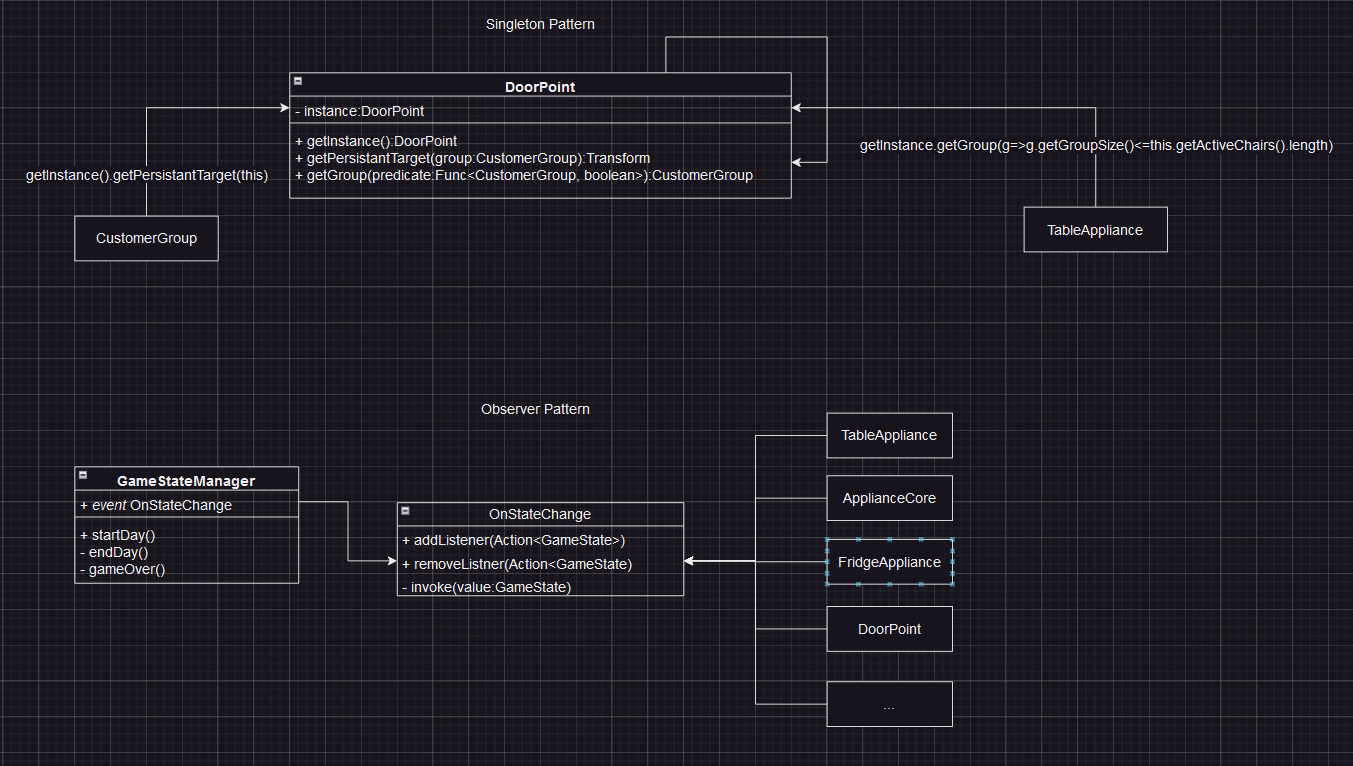 Singleton Pattern
DoorPoint
- instance:DoorPoint
+ getInstance():DoorPoint
+ getPersistantTarget(group:CustomerGroup):Transform
+ getGroup(predicate:Func<CustomerGroup, boolean>):CustomerGroup
getInstance().getPersistantTarget(this)
CustomerGroup
getInstance.getGroup(g=>g.getGroupSize()<=this.getActiveChairs().length)
TableAppliance
Observer Pattern
GameStateManager
+ event OnStateChange
+ startDay()
- endDay()
- gameOver()
OnStateChange
+ addListener(Action<GameState>)
+ removeListner(Action<GameState)
- invoke(value:GameState)
TableAppliance
ApplianceCore
FridgeAppliance
DoorPoint
...